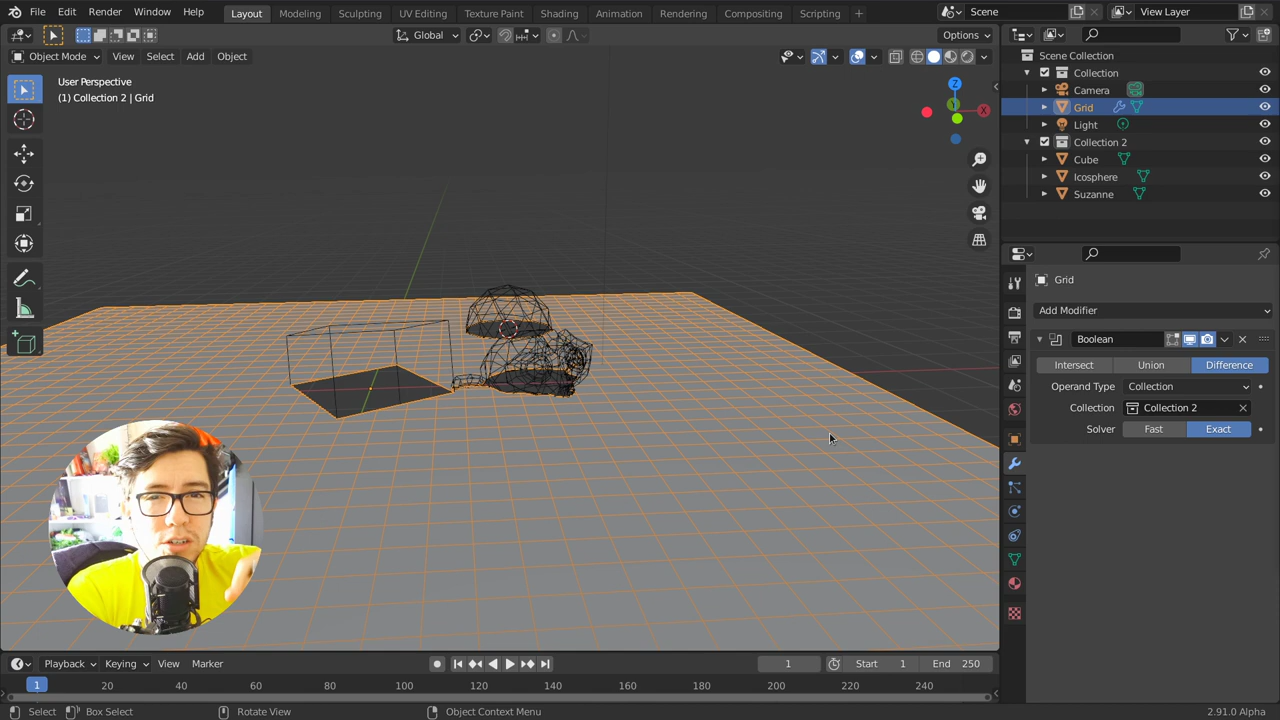 File Edit Render Window Help
Layout Modeling Sculpting UV Editing Texture Paint Shading Animation Rendering Compositing Scripting +
Scene
View Layer
Global
Options
Object Mode View Select Add Object
User Perspective
(1) Collection 2 | Grid
Z
X
Scene Collection
Collection
Camera
Grid
Light
Collection 2
Cube
Icosphere
Suzanne
Grid
Add Modifier
Boolean
Intersect Union Difference
Operand Type Collection
Collection Collection 2
Solver Fast Exact
Playback Keying View Marker
1
Start 1
End 250
1 20 40 60 80 100 120 140 160 180 200 220 240
Select Box Select Rotate View Object Context Menu
2.91.0 Alpha